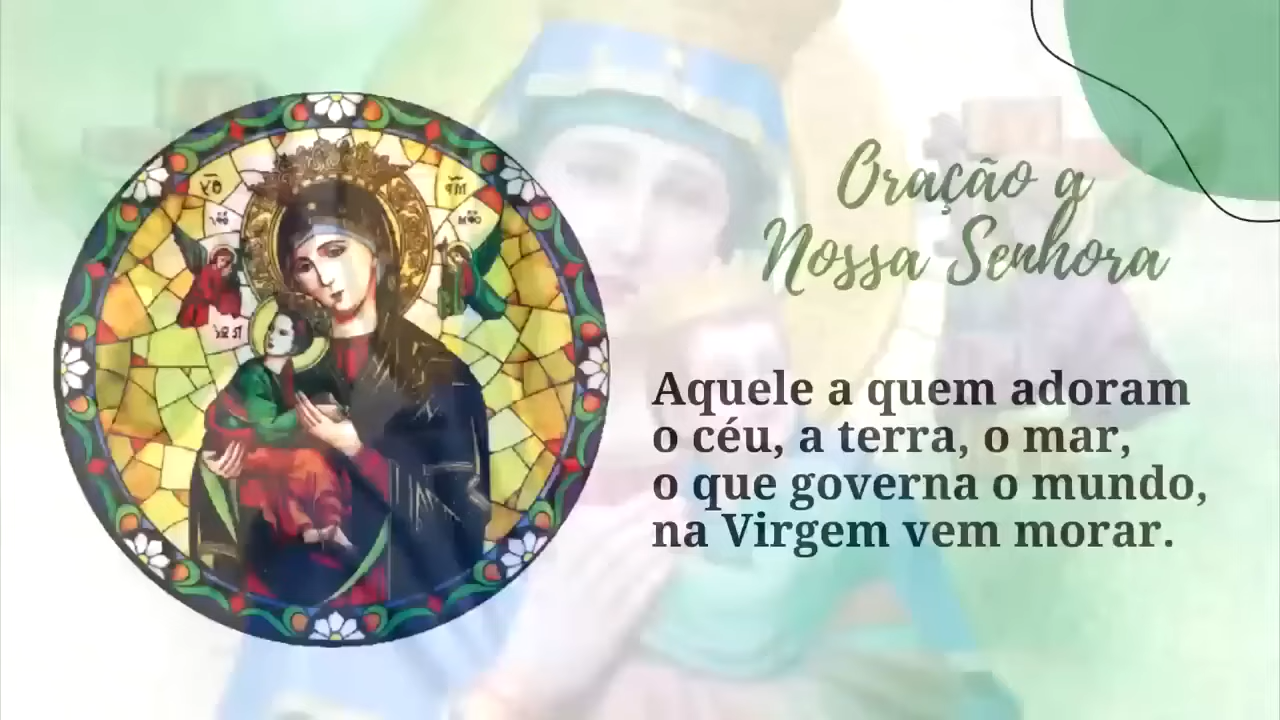 Oração a
Nossa Senhora
Aquele a quem adoram
o céu, a terra, o mar,
o que governa o mundo,
na Virgem vem morar.